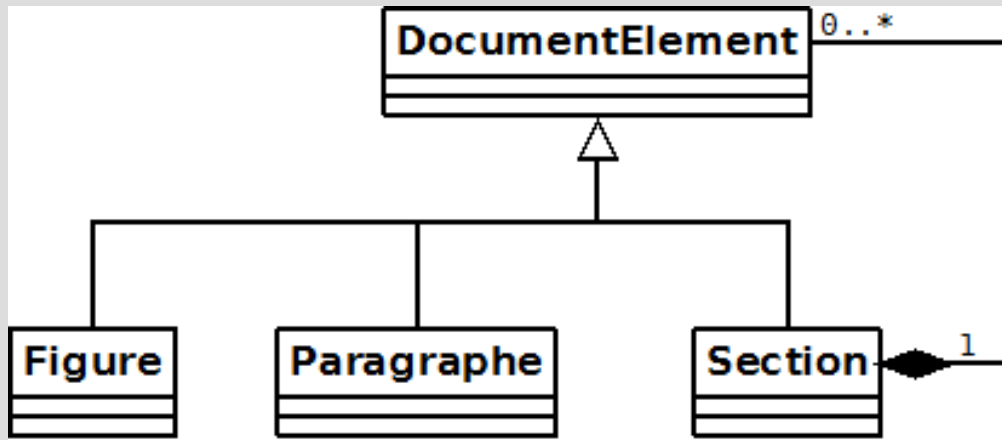 DocumentElement
0..*
Figure
Paragraphe
Section
1